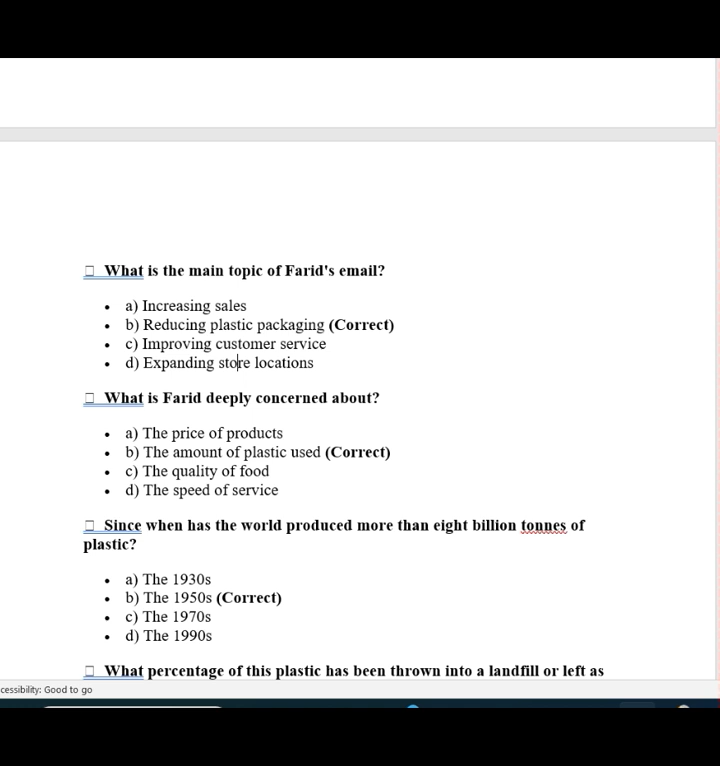 What is the main topic of Farid's email?
• a) Increasing sales
• b) Reducing plastic packaging (Correct)
• c) Improving customer service
• d) Expanding store locations
What is Farid deeply concerned about?
• a) The price of products
• b) The amount of plastic used (Correct)
• c) The quality of food
• d) The speed of service
Since when has the world produced more than eight billion tonnes of
plastic?
• a) The 1930s
• b) The 1950s (Correct)
• c) The 1970s
• d) The 1990s
What percentage of this plastic has been thrown into a landfill or left as
cessibility: Good to go